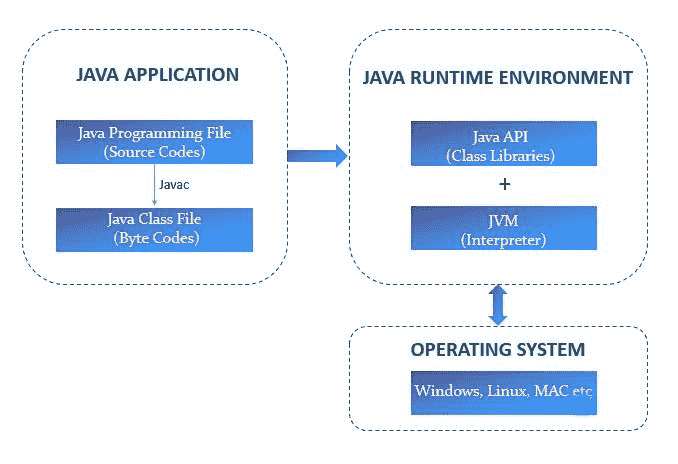 JAVA APPLICATION
Java Programming File
(Source Codes)
Javac
Java Class File
(Byte Codes)
JAVA RUNTIME ENVIRONMENT
Java API
(Class Libraries)
+
JVM
(Interpreter)
OPERATING SYSTEM
Windows, Linux, MAC etc